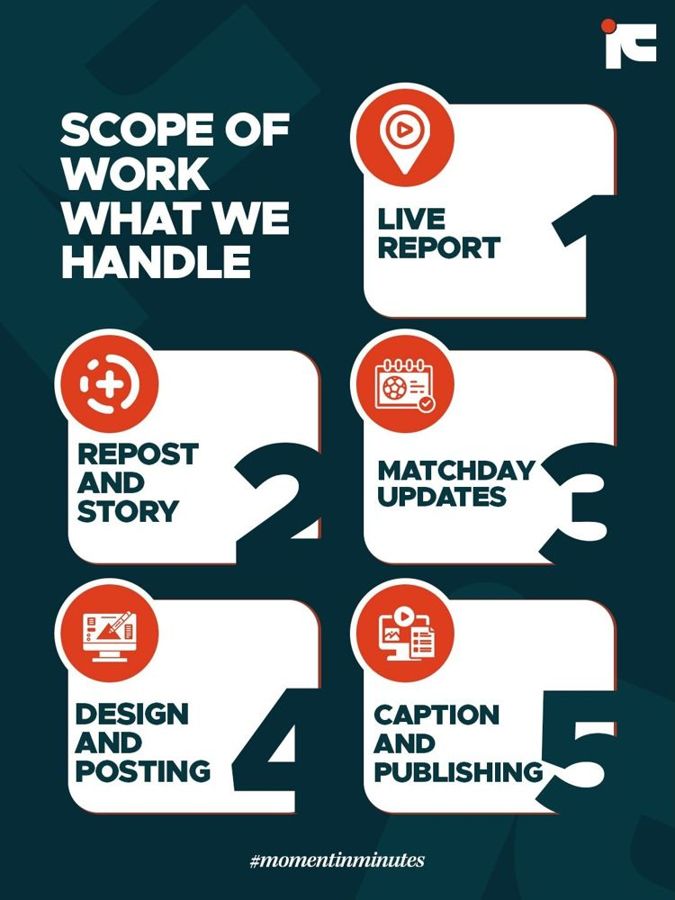 ic
SCOPE OF
WORK
WHAT WE
HANDLE
LIVE
REPORT
1
REPOST
AND
STORY
2
MATCHDAY
UPDATES
3
DESIGN
AND
POSTING
4
CAPTION
AND
PUBLISHING
5
#momentinminutes